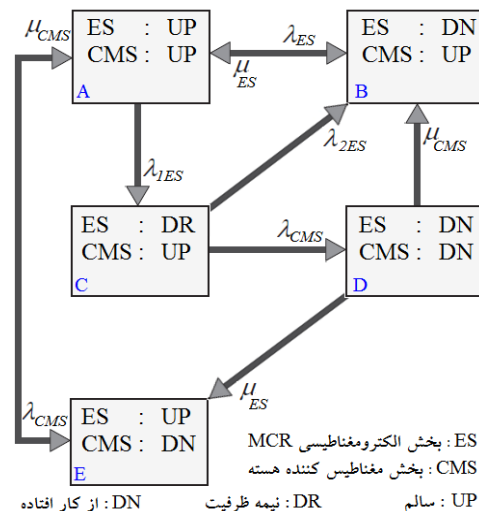 μCMS
ES : UP
CMS : UP
A
λES
μES
ES : DN
CMS : UP
B
λ1ES
λ2ES
μCMS
ES : DR
CMS : UP
C
λCMS
ES : DN
CMS : DN
D
μES
λCMS
ES : UP
CMS : DN
E
ES : بخش الکترومغناطیسی MCR
CMS : بخش مغناطیس کننده هسته
UP : سالم DR : نیمه ظرفیت DN : از کار افتاده